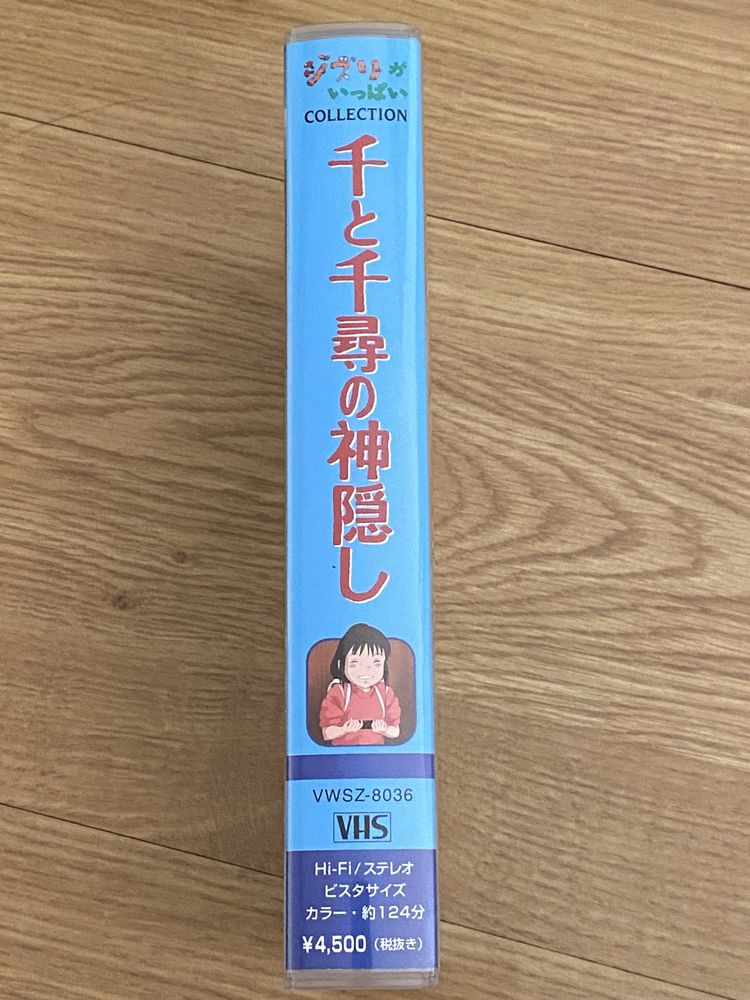 ジブリが
いっぱい
COLLECTION
千と千尋の神隠し
VWSZ-8036
VHS
Hi-Fi/ステレオ
ビスタサイズ
カラー・約124分
¥4,500(税抜き)